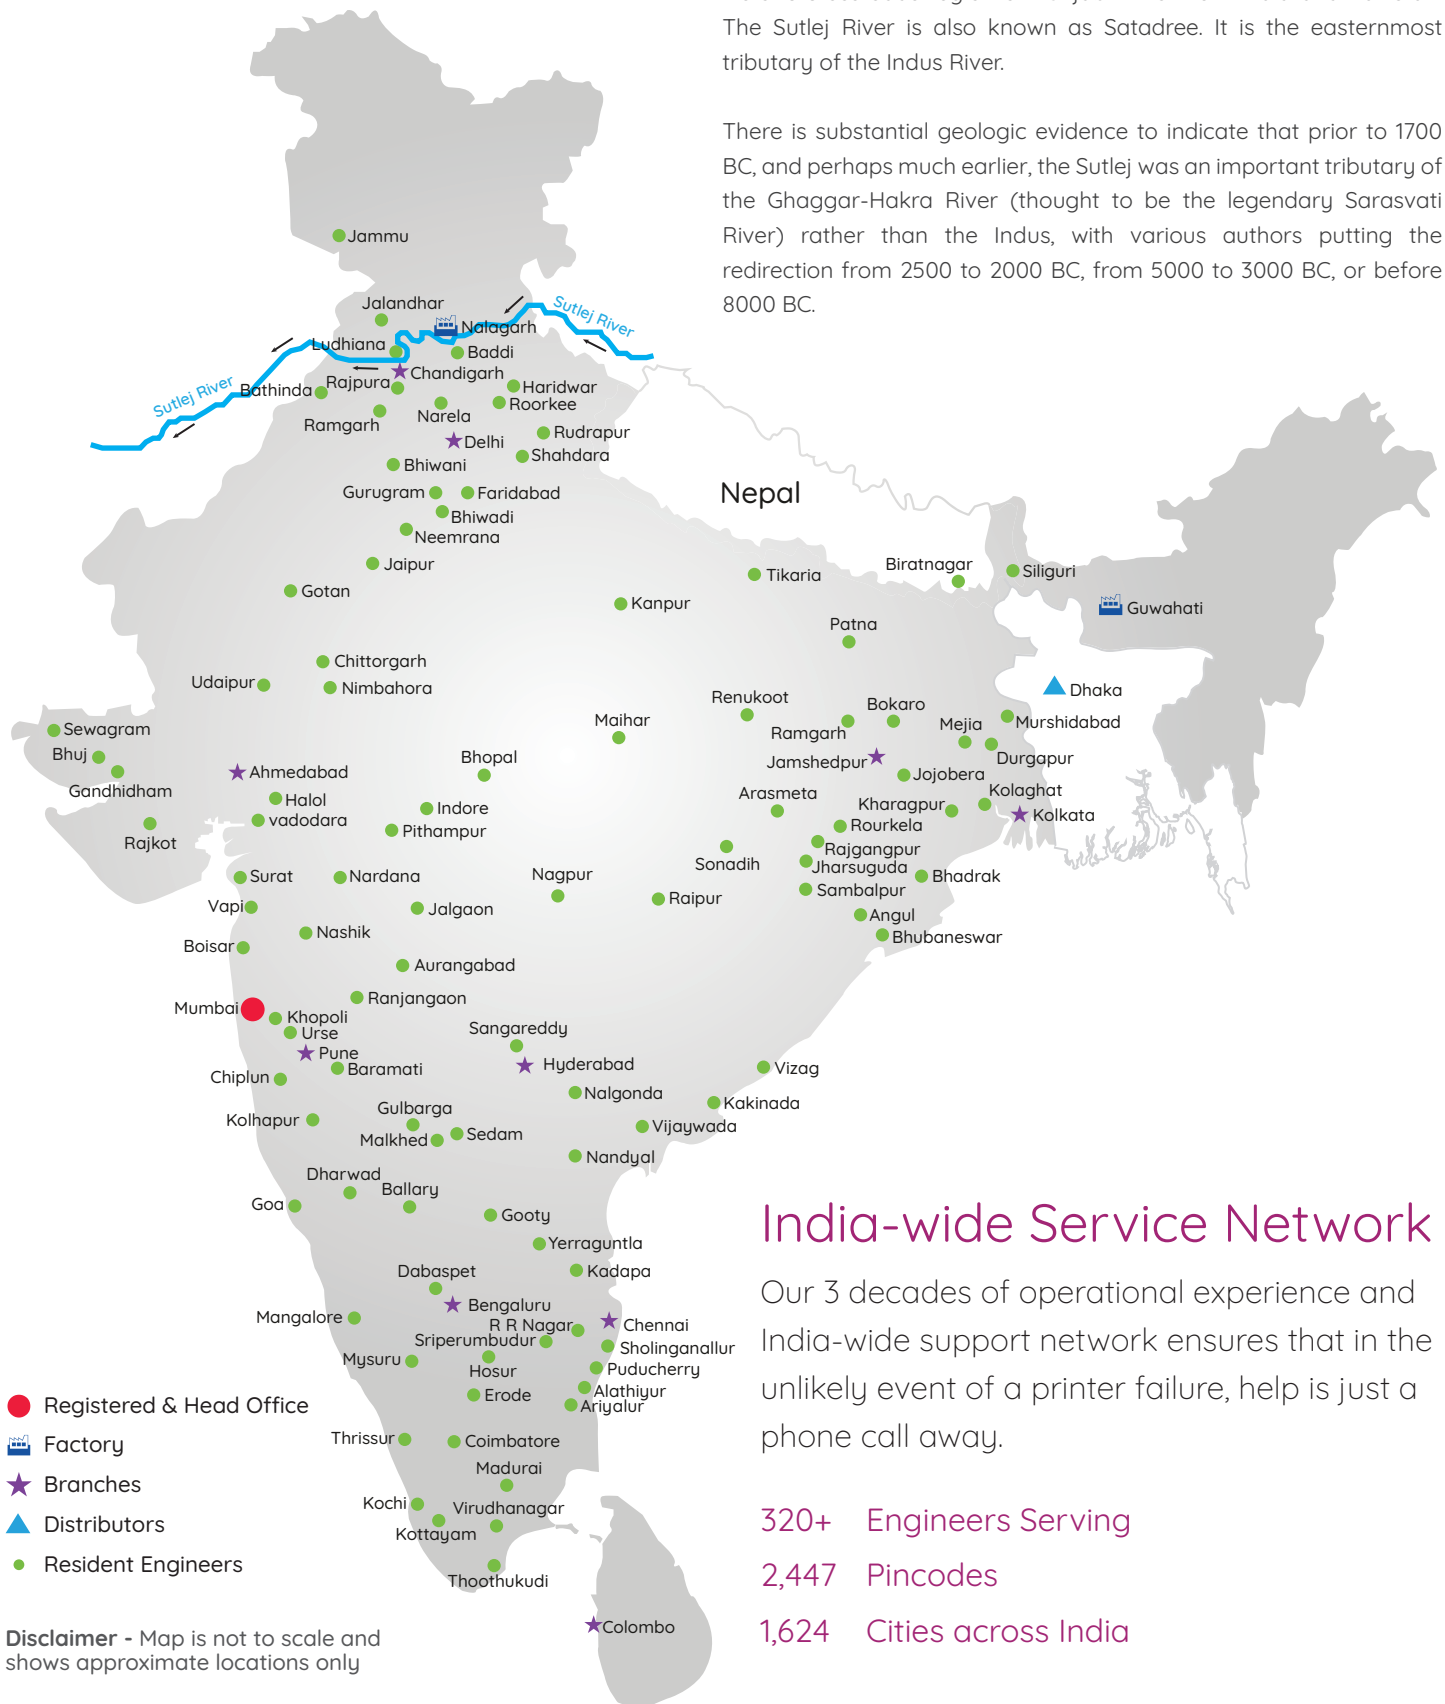 The Sutlej River is also known as Satadree. It is the easternmost
tributary of the Indus River.
There is substantial geologic evidence to indicate that prior to 1700
BC, and perhaps much earlier, the Sutlej was an important tributary of
the Ghaggar-Hakra River (thought to be the legendary Sarasvati
River) rather than the Indus, with various authors putting the
redirection from 2500 to 2000 BC, from 5000 to 3000 BC, or before
8000 BC.
Jammu
Jalandhar
Sutlej River
Nalagarh
Ludhiana
Baddi
Chandigarh
Sutlej River
Bathinda
Rajpura
Haridwar
Roorkee
Ramgarh
Narela
Delhi
Rudrapur
Shahdara
Bhiwani
Gurugram
Faridabad
Nepal
Bhiwadi
Neemrana
Jaipur
Gotan
Tikaria
Biratnagar
Siliguri
Kanpur
Guwahati
Patna
Chittorgarh
Udaipur
Nimbahora
Dhaka
Renukoot
Bokaro
Sewagram
Maihar
Ramgarh
Mejia
Murshidabad
Bhuj
Bhopal
Jamshedpur
Durgapur
Ahmedabad
Jojobera
Gandhidham
Halol
Indore
Arasmeta
Kharagpur
Kolaghat
vadodara
Pithampur
Rourkela
Kolkata
Rajkot
Rajgangpur
Sonadih
Jharsuguda
Surat
Nardana
Nagpur
Bhadrak
Raipur
Sambalpur
Vapi
Jalgaon
Angul
Nashik
Bhubaneswar
Boisar
Aurangabad
Ranjangaon
Mumbai
Khopoli
Urse
Sangareddy
Pune
Hyderabad
Baramati
Vizag
Chiplun
Nalgonda
Kakinada
Gulbarga
Kolhapur
Malkhed
Sedam
Vijaywada
Nandyal
Dharwad
Ballary
Goa
Gooty
Yerraguntla
Dabaspet
Kadapa
Bengaluru
Mangalore
R R Nagar
Chennai
Sriperumbudur
Sholinganallur
Mysuru
Hosur
Puducherry
Erode
Alathiyur
Ariyalur
Thrissur
Coimbatore
Madurai
Kochi
Virudhanagar
Kottayam
Thoothukudi
Colombo
India-wide Service Network
Our 3 decades of operational experience and
India-wide support network ensures that in the
unlikely event of a printer failure, help is just a
phone call away.
320+ Engineers Serving
2,447 Pincodes
1,624 Cities across India
Registered & Head Office
Factory
Branches
Distributors
Resident Engineers
Disclaimer - Map is not to scale and
shows approximate locations only